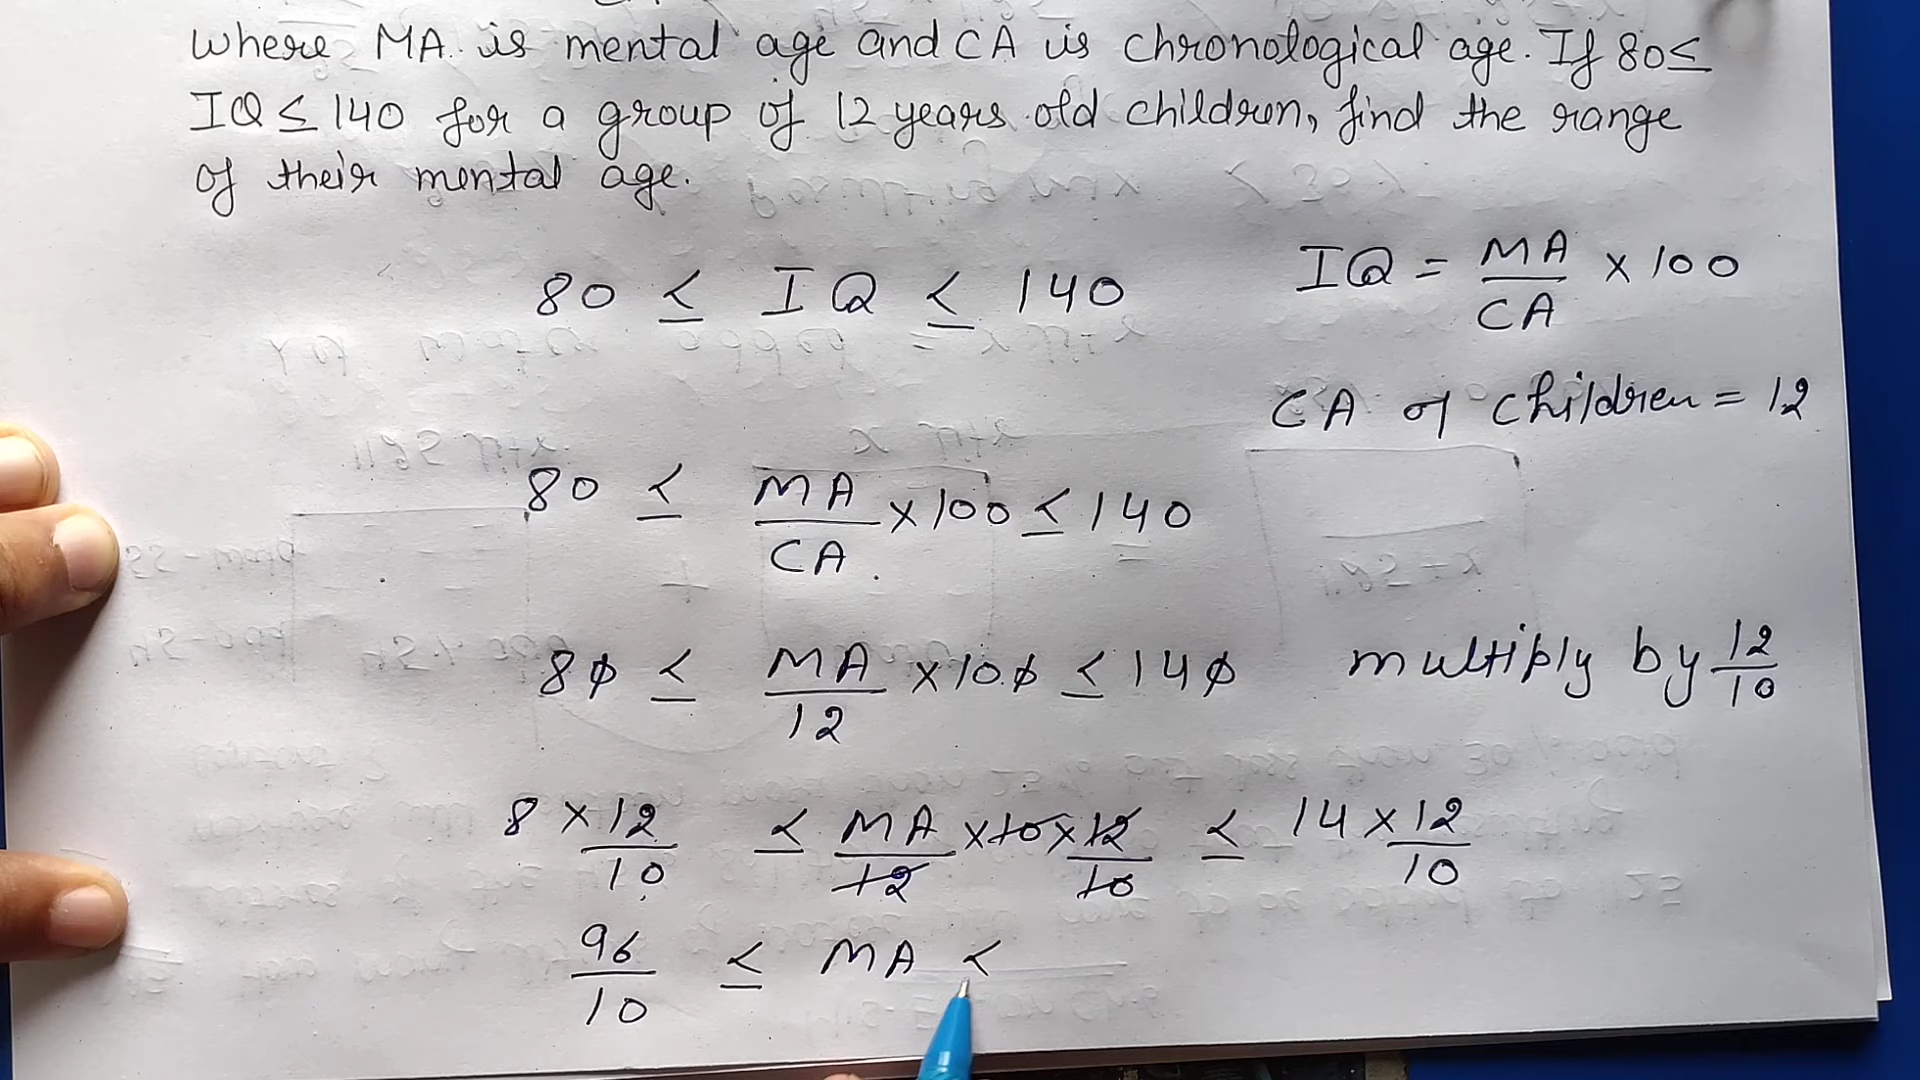 where MA is mental age and CA is chronological age. If 80≤
IQ ≤ 140 for a group of 12 years old children, find the range
of their mental age.
80 ≤ IQ ≤ 140
IQ = MA/CA × 100
CA of children = 12
80 ≤ MA/CA × 100 ≤ 140
80 ≤ MA/12 × 100 ≤ 140 multiply by 12/10
8 × 12/10 ≤ MA/12 × 10 × 12/10 ≤ 14 × 12/10
96/10 ≤ MA <